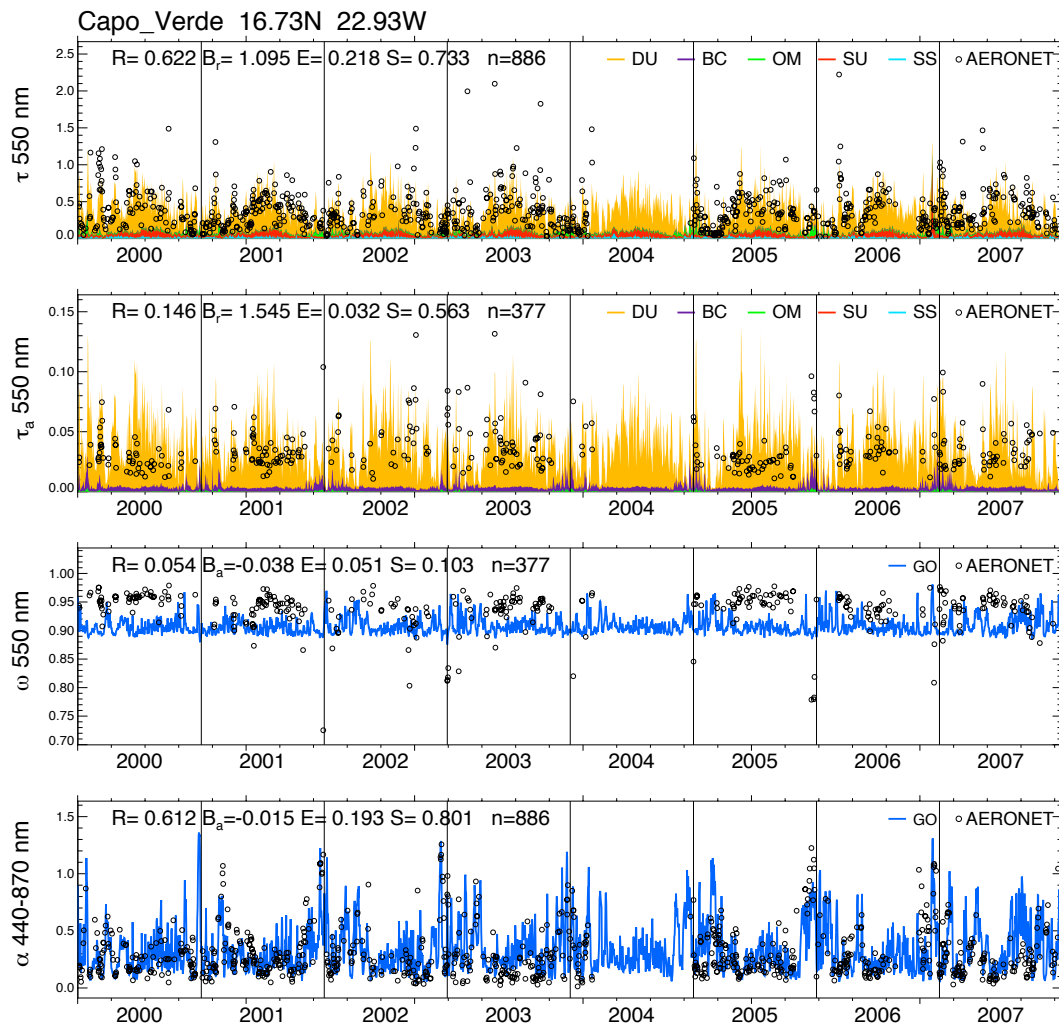 Capo_Verde 16.73N 22.93W
R= 0.622 Br= 1.095 E= 0.218 S= 0.733 n=886 DU BC OM SU SS AERONET
τ 550 nm
2.5
2.0
1.5
1.0
0.5
0.0
2000 2001 2002 2003 2004 2005 2006 2007
R= 0.146 Br= 1.545 E= 0.032 S= 0.563 n=377 DU BC OM SU SS AERONET
τa 550 nm
0.15
0.10
0.05
0.00
2000 2001 2002 2003 2004 2005 2006 2007
R= 0.054 Ba=-0.038 E= 0.051 S= 0.103 n=377 GO AERONET
ω 550 nm
1.00
0.95
0.90
0.85
0.80
0.75
0.70
2000 2001 2002 2003 2004 2005 2006 2007
R= 0.612 Ba=-0.015 E= 0.193 S= 0.801 n=886 GO AERONET
α 440-870 nm
1.5
1.0
0.5
0.0
2000 2001 2002 2003 2004 2005 2006 2007